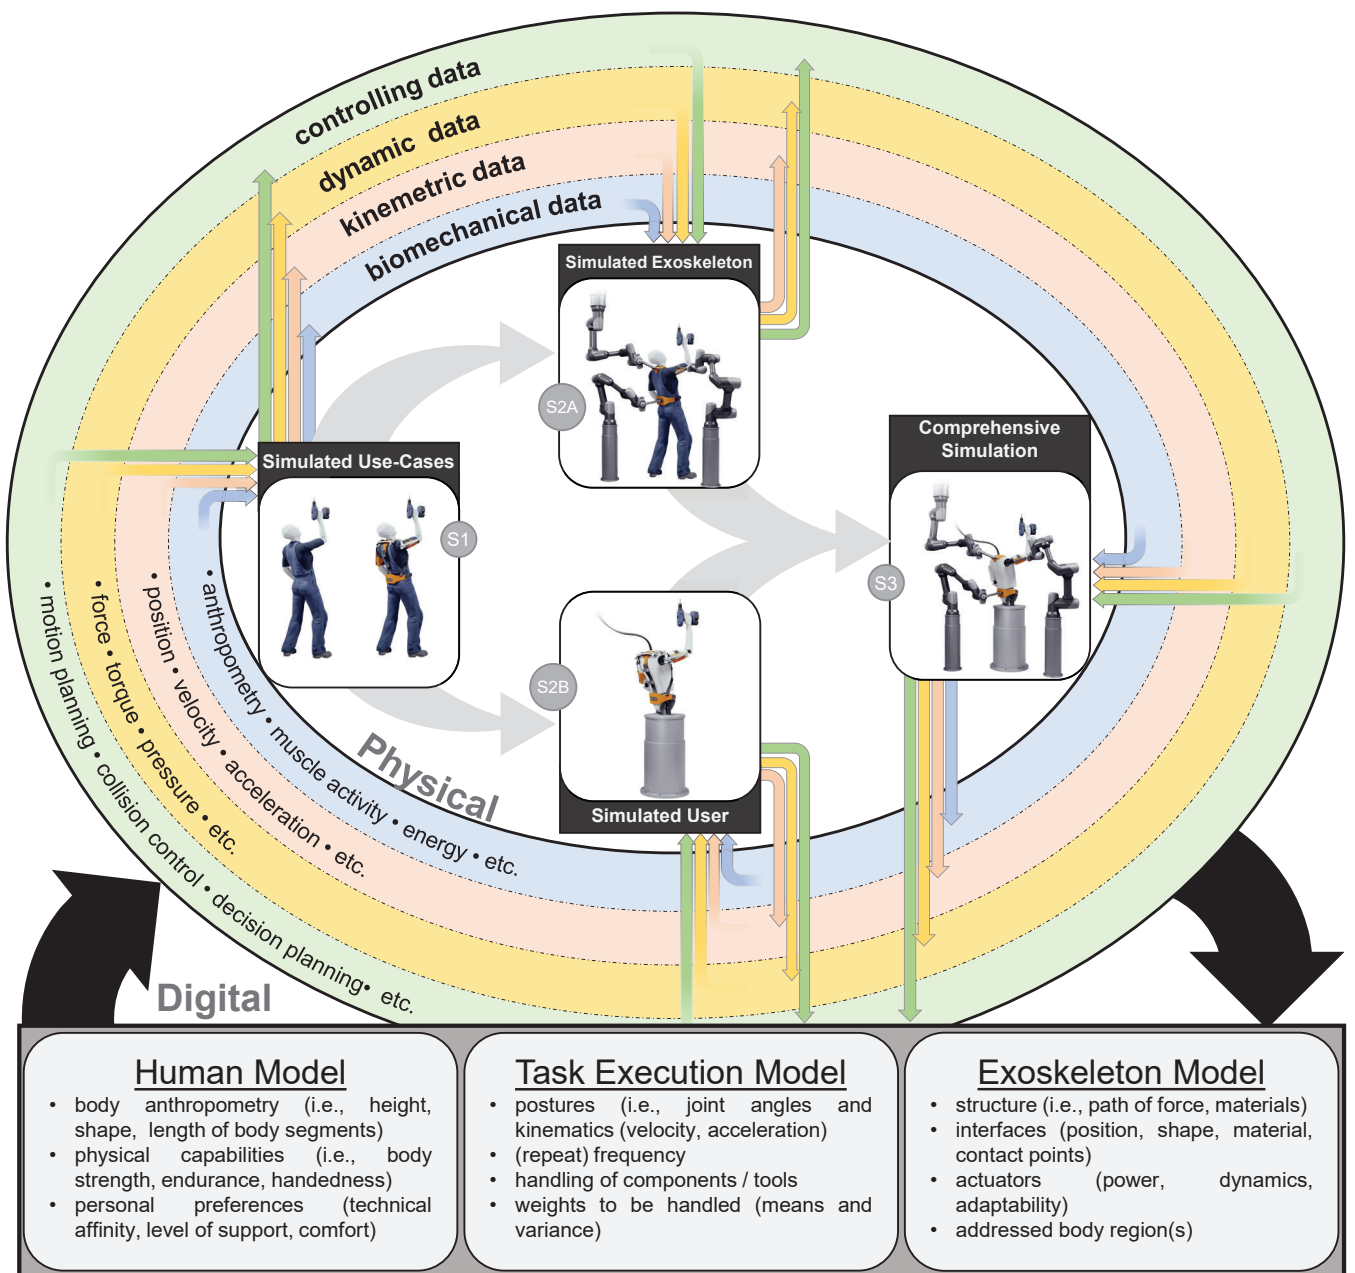 controlling data
dynamic data
kinemetric data
biomechanical data
Simulated Exoskeleton
S2A
Simulated Use-Cases
S1
Comprehensive
Simulation
S3
S2B
Simulated User
• anthropometry • muscle activity • energy • etc.
• position • velocity • acceleration • etc.
• force • torque • pressure • etc.
• motion planning • collision control • decision planning• etc.
Physical
Digital
Human Model
• body anthropometry (i.e., height,
shape, length of body segments)
• physical capabilities (i.e., body
strength, endurance, handedness)
• personal preferences (technical
affinity, level of support, comfort)
Task Execution Model
• postures (i.e., joint angles and
kinematics (velocity, acceleration)
• (repeat) frequency
• handling of components / tools
• weights to be handled (means and
variance)
Exoskeleton Model
• structure (i.e., path of force, materials)
• interfaces (position, shape, material,
contact points)
• actuators (power, dynamics,
adaptability)
• addressed body region(s)